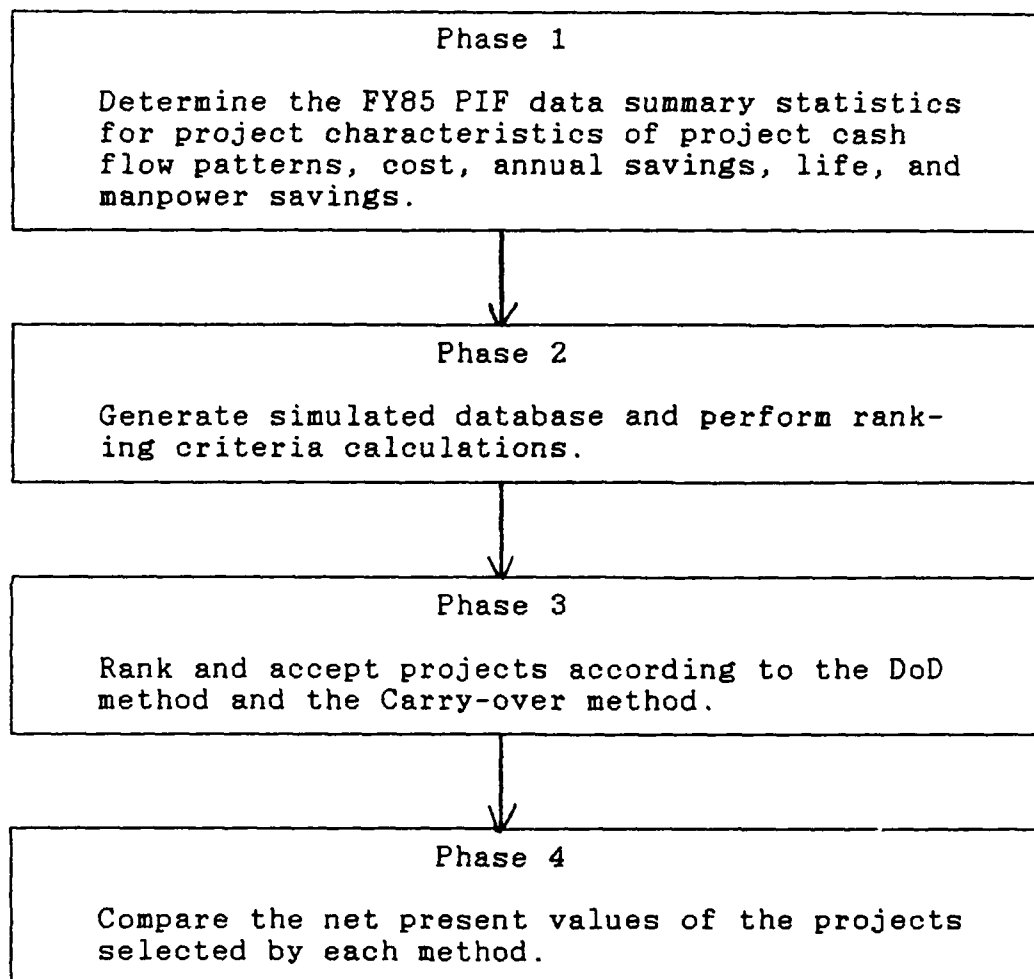 Phase 1
Determine the FY85 PIF data summary statistics
for project characteristics of project cash
flow patterns, cost, annual savings, life, and
manpower savings.
Phase 2
Generate simulated database and perform rank-
ing criteria calculations.
Phase 3
Rank and accept projects according to the DoD
method and the Carry-over method.
Phase 4
Compare the net present values of the projects
selected by each method.